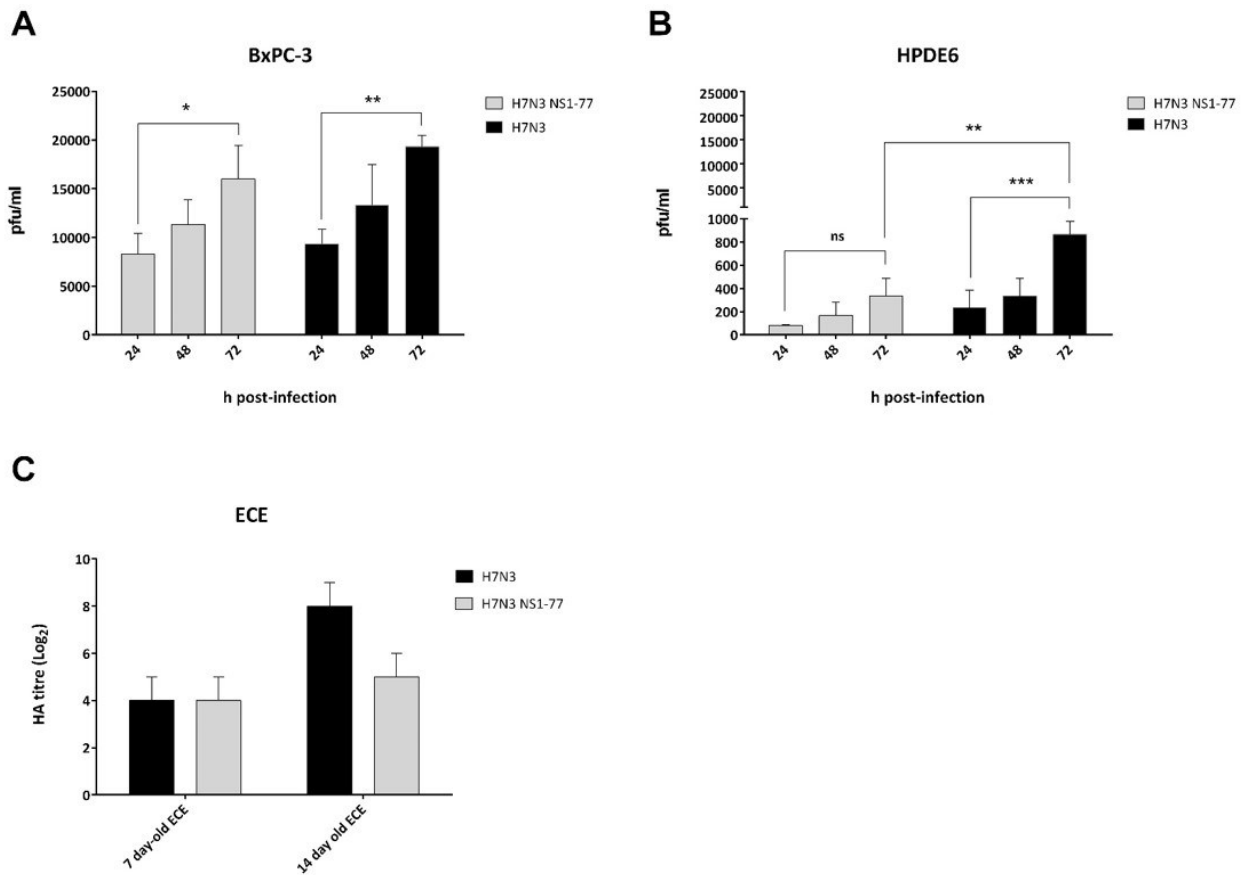 A
BxPC-3
25000
20000
15000
10000
5000
0
pfu/ml
*
**
24
48
72
24
48
72
h post-infection
H7N3 NS1-77
H7N3
B
HPDE6
25000
20000
15000
10000
5000
1000
800
600
400
200
0
pfu/ml
ns
**
***
24
48
72
24
48
72
h post-infection
H7N3 NS1-77
H7N3
C
ECE
10
8
6
4
2
0
HA titre (Log₂)
7 day-old ECE
14 day old ECE
H7N3
H7N3 NS1-77